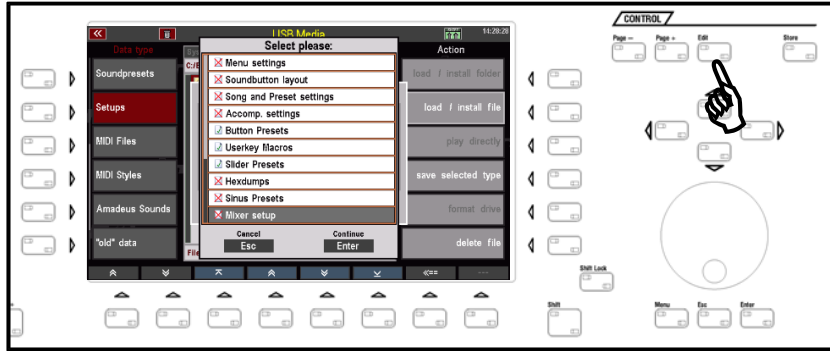 CONTROL
Page – Page + Edit Store
« USB Media 14:28:28
Data type Action
Select please:
Menu settings
Soundbutton layout
Song and Preset settings
Accomp. settings
Button Presets
Userkey Macros
Slider Presets
Hexdumps
Sinus Presets
Mixer setup
Cancel Continue
Esc Enter
Soundpresets
Setups
MIDI Files
MIDI Styles
Amadeus Sounds
"old" data
C:/E
File
load / install folder
load / install file
play directly
save selected type
format drive
delete file
«== ----
Shift Lock
Shift Menu Esc Enter